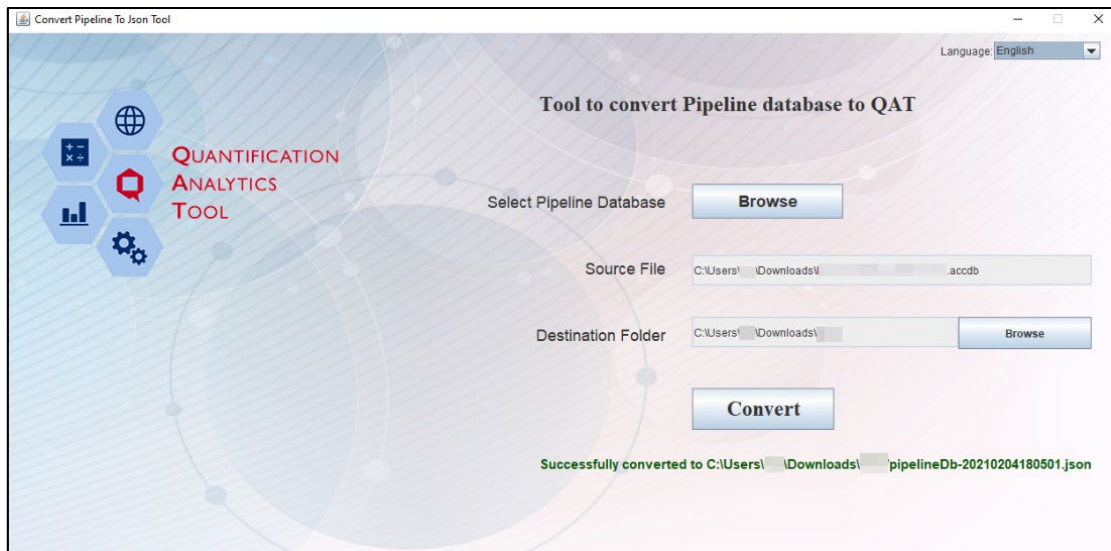 Convert Pipeline To Json Tool
Language: English
Tool to convert Pipeline database to QAT
QUANTIFICATION
ANALYTICS
TOOL
Select Pipeline Database Browse
Source File C:\Users\ \Downloads\ .accdb
Destination Folder C:\Users\ \Downloads\ Browse
Convert
Successfully converted to C:\Users\ \Downloads\ pipelineDb-20210204180501.json